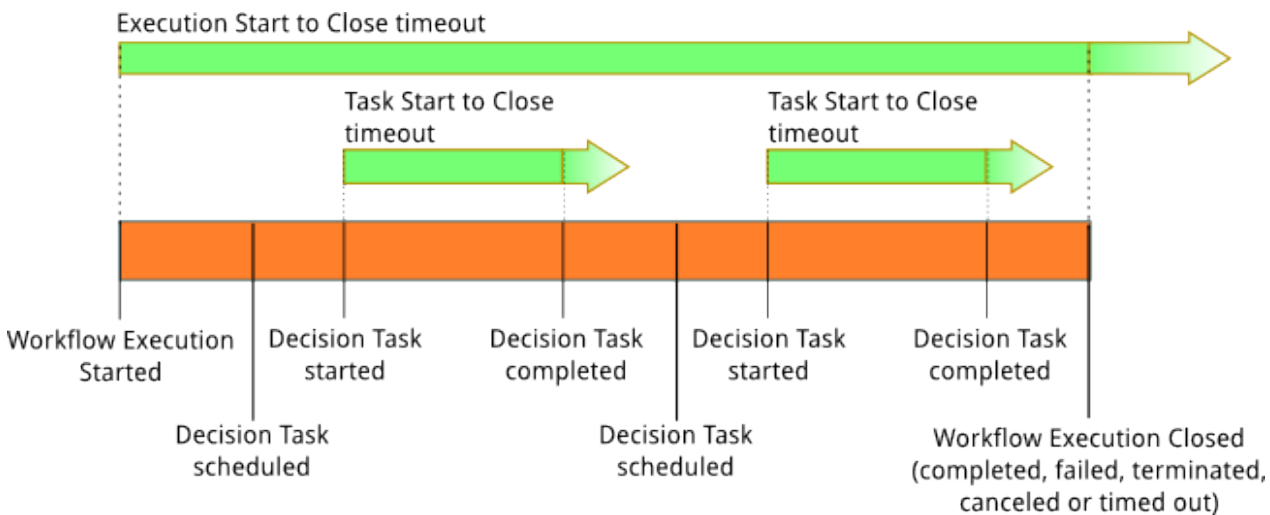 Execution Start to Close timeout
Task Start to Close
timeout
Task Start to Close
timeout
Workflow Execution
Started
Decision Task
started
Decision Task
completed
Decision Task
started
Decision Task
completed
Decision Task
scheduled
Decision Task
scheduled
Workflow Execution Closed
(completed, failed, terminated,
canceled or timed out)